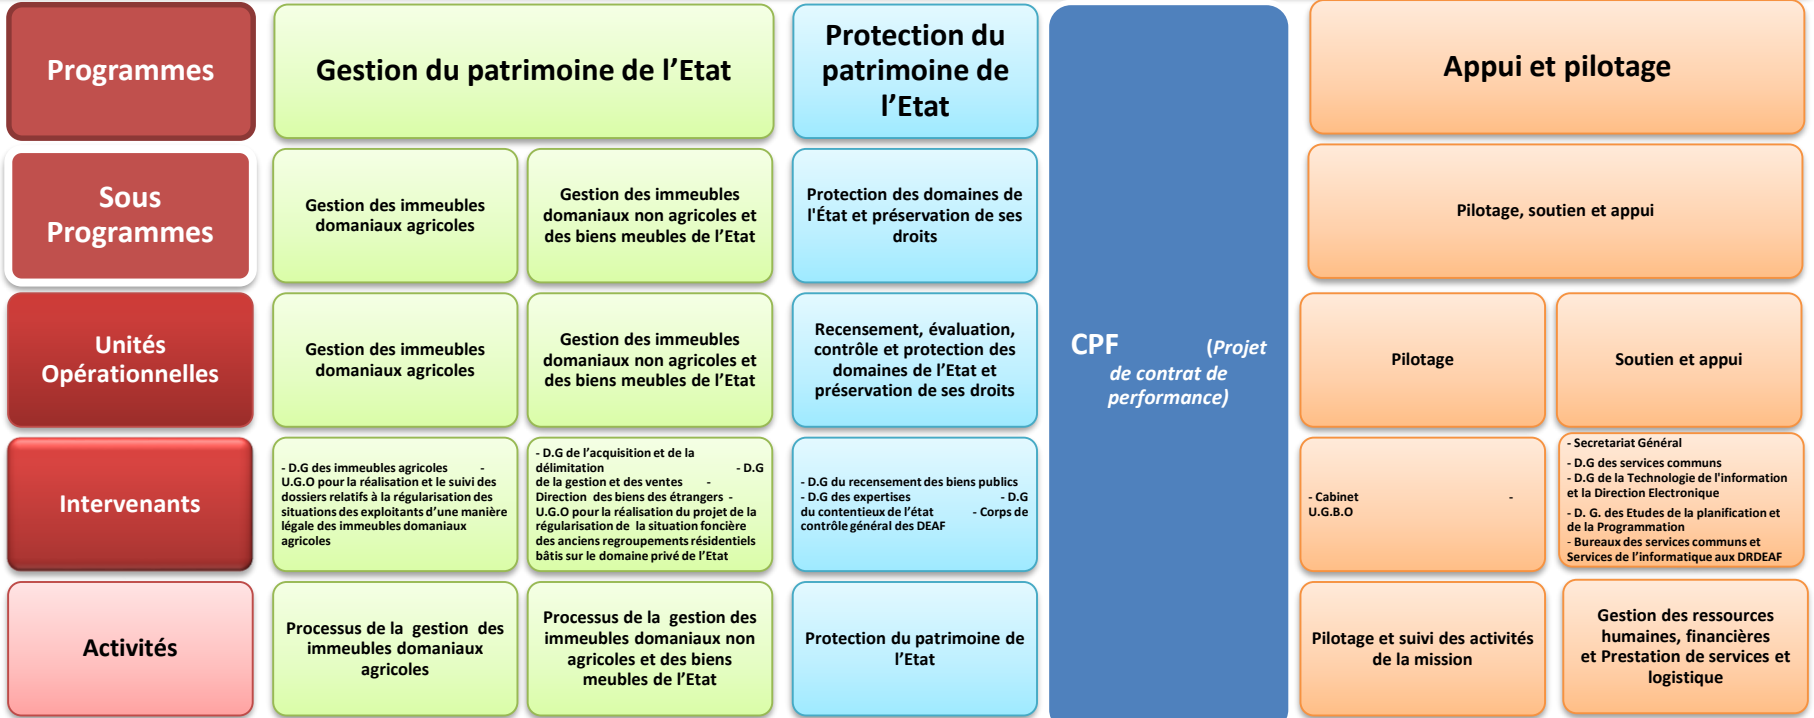 Programmes
Gestion du patrimoine de l’Etat
Protection du
patrimoine de
l’Etat
Appui et pilotage
Sous
Programmes
Gestion des immeubles
domaniaux agricoles
Gestion des immeubles
domaniaux non agricoles et
des biens meubles de l’Etat
Protection des domaines de
l'État et préservation de ses
droits
Pilotage, soutien et appui
Unités
Opérationnelles
Gestion des immeubles
domaniaux agricoles
Gestion des immeubles
domaniaux non agricoles et
des biens meubles de l’Etat
Recensement, évaluation,
contrôle et protection des
domaines de l’Etat et
préservation de ses droits
CPF (Projet
de contrat de
performance)
Pilotage
Soutien et appui
Intervenants
- D.G des immeubles agricoles -
U.G.O pour la réalisation et le suivi des
dossiers relatifs à la régularisation des
situations des exploitants d’une manière
légale des immeubles domaniaux
agricoles
- D.G de l’acquisition et de la
délimitation - D.G
de la gestion et des ventes -
Direction des biens des étrangers -
U.G.O pour la réalisation du projet de la
régularisation de la situation foncière
des anciens regroupements résidentiels
bâtis sur le domaine privé de l’Etat
- D.G du recensement des biens publics
- D.G des expertises - D.G
du contentieux de l’état - Corps de
contrôle général des DEAF
- Cabinet -
U.G.B.O
- Secretariat Général
- D.G des services communs
- D.G de la Technologie de l'information
et la Direction Electronique
- D. G. des Etudes de la planification et
de la Programmation
- Bureaux des services communs et
Services de l’informatique aux DRDEAF
Activités
Processus de la gestion des
immeubles domaniaux
agricoles
Processus de la gestion des
immeubles domaniaux non
agricoles et des biens
meubles de l’Etat
Protection du patrimoine de
l’Etat
Pilotage et suivi des activités
de la mission
Gestion des ressources
humaines, financières
et Prestation de services et
logistique